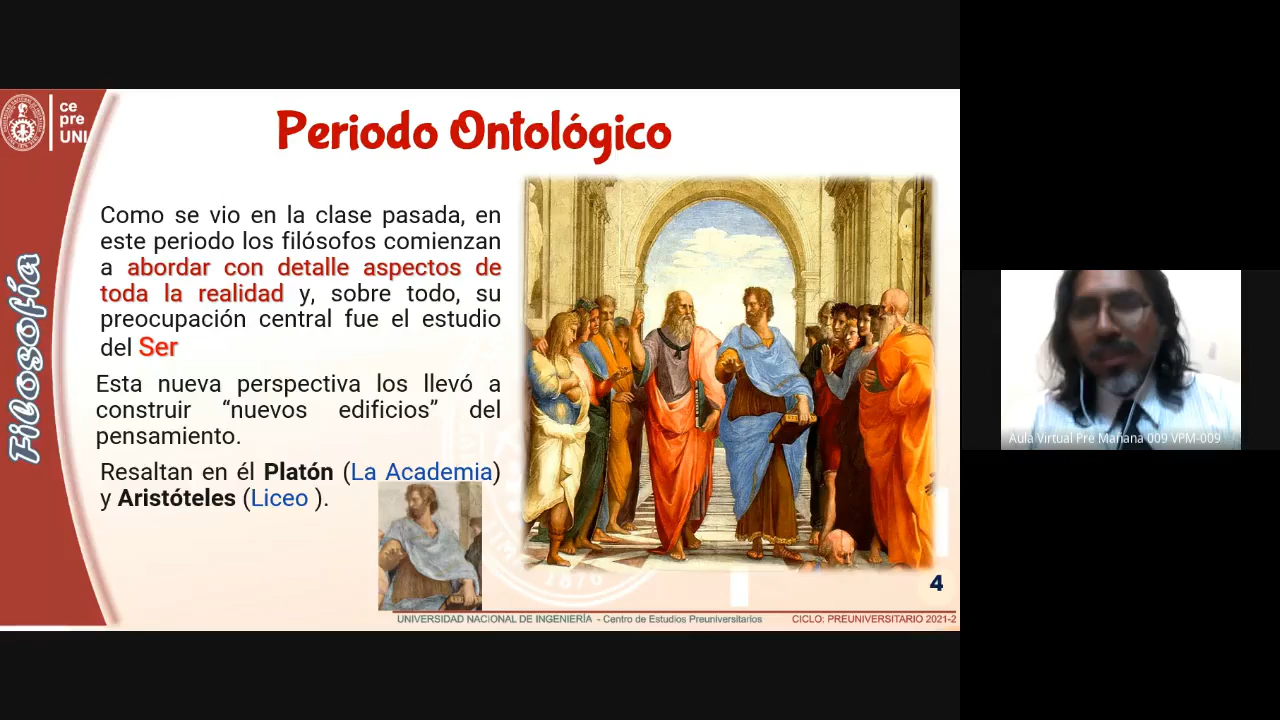 ce
pre
UNI
Filosofía
Periodo Ontológico
Como se vio en la clase pasada, en
este periodo los filósofos comienzan
a abordar con detalle aspectos de
toda la realidad y, sobre todo, su
preocupación central fue el estudio
del Ser
Esta nueva perspectiva los llevó a
construir “nuevos edificios” del
pensamiento.
Resaltan en él Platón (La Academia)
y Aristóteles (Liceo ).
1876
4
UNIVERSIDAD NACIONAL DE INGENIERÍA - Centro de Estudios Preuniversitarios
CICLO: PREUNIVERSITARIO 2021-2
Aula Virtual Pre Mañana 009 VPM-009